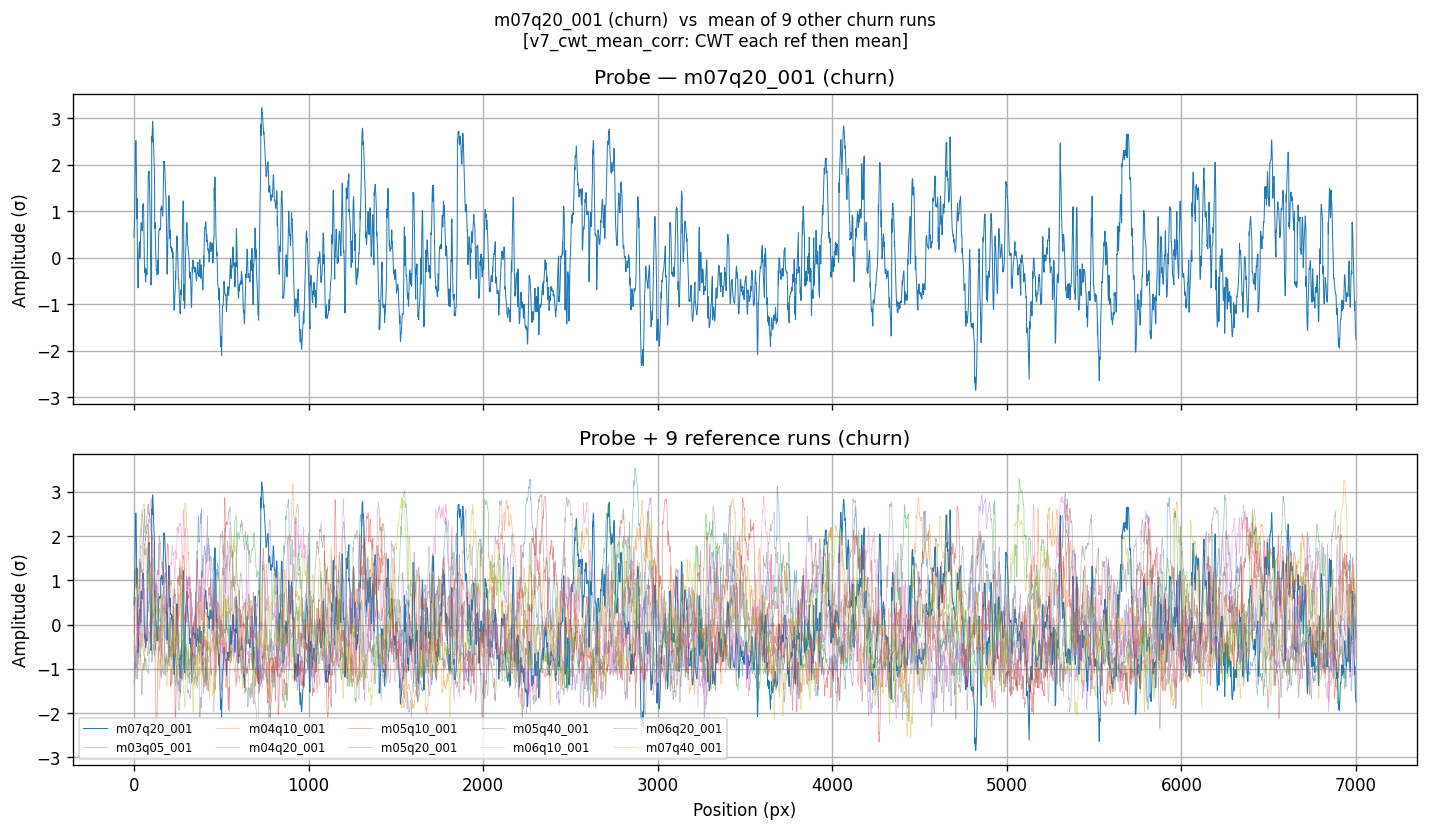 m07q20_001 (churn)  vs  mean of 9 other churn runs
[v7_cwt_mean_corr: CWT each ref then mean]
Probe — m07q20_001 (churn)
Amplitude (σ)
3
2
1
0
−1
−2
−3
Probe + 9 reference runs (churn)
Amplitude (σ)
3
2
1
0
−1
−2
−3
m07q20_001 m04q10_001 m05q10_001 m05q40_001 m06q20_001
m03q05_001 m04q20_001 m05q20_001 m06q10_001 m07q40_001
0 1000 2000 3000 4000 5000 6000 7000
Position (px)